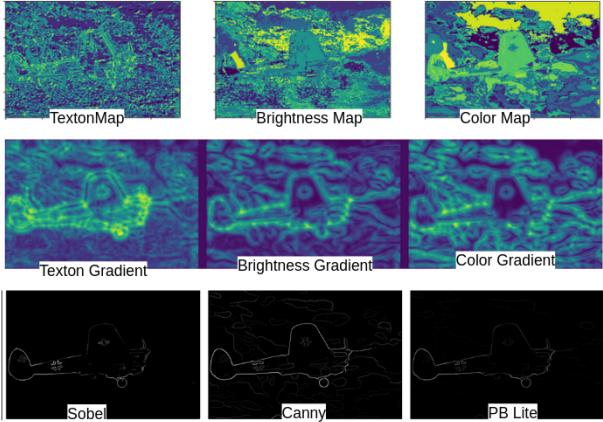 TextonMap
Brightness Map
Color Map
Texton Gradient
Brightness Gradient
Color Gradient
Sobel
Canny
PB Lite